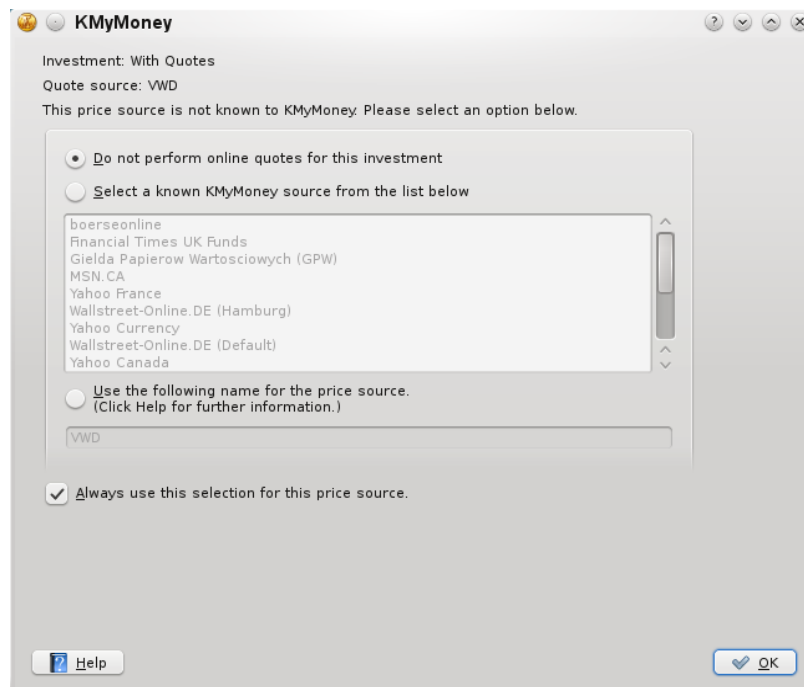 KMyMoney
Investment: With Quotes
Quote source: VWD
This price source is not known to KMyMoney. Please select an option below.
Do not perform online quotes for this investment
Select a known KMyMoney source from the list below
boerseonline
Financial Times UK Funds
Gielda Papierow Wartosciowych (GPW)
MSN.CA
Yahoo France
Wallstreet-Online.DE (Hamburg)
Yahoo Currency
Wallstreet-Online.DE (Default)
Yahoo Canada
Use the following name for the price source.
(Click Help for further information.)
VWD
Always use this selection for this price source.
Help
OK